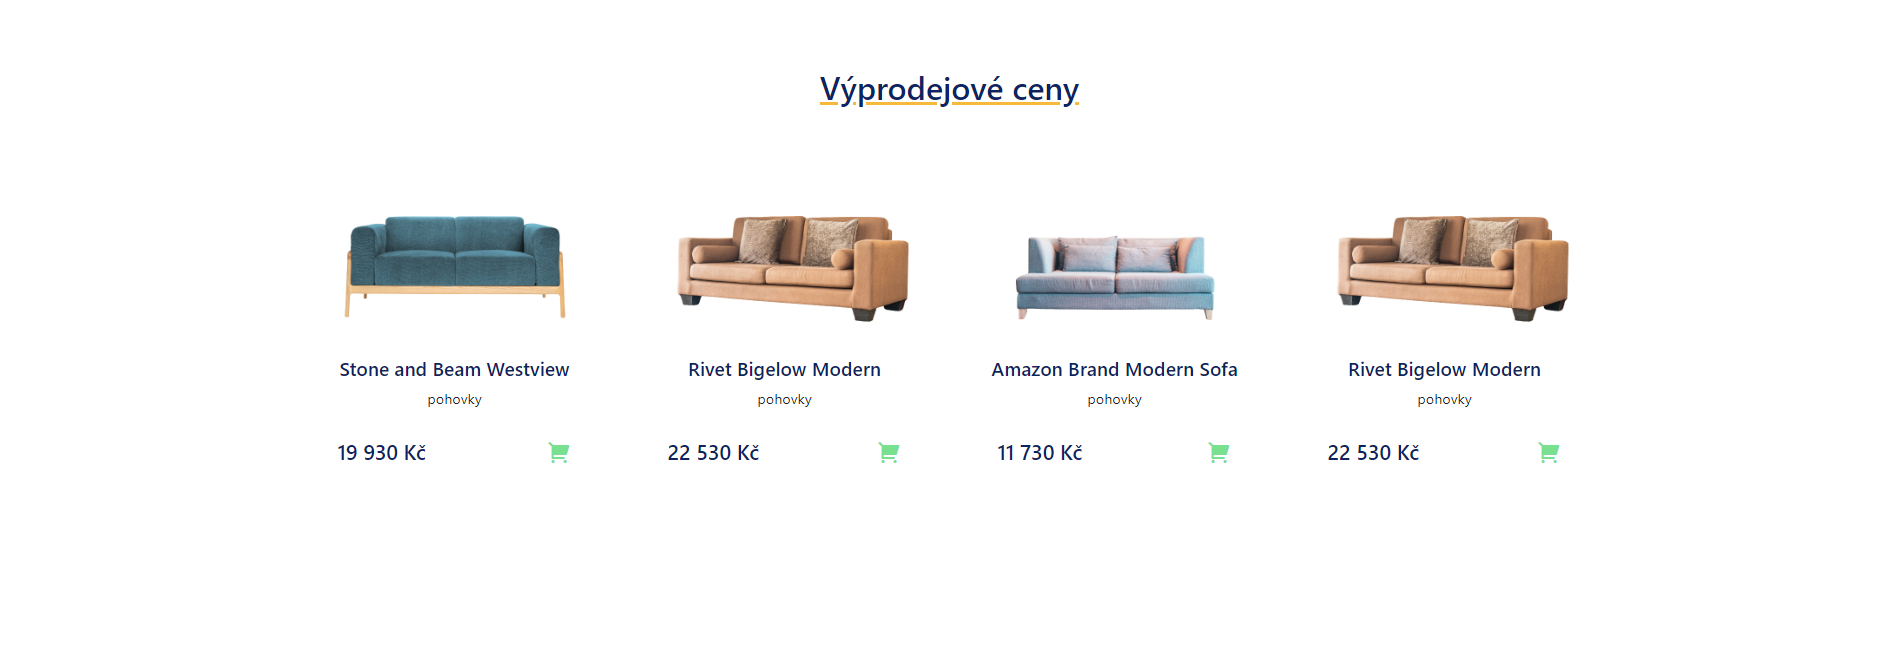 Výprodejové ceny
Stone and Beam Westview
pohovky
19 930 Kč
Rivet Bigelow Modern
pohovky
22 530 Kč
Amazon Brand Modern Sofa
pohovky
11 730 Kč
Rivet Bigelow Modern
pohovky
22 530 Kč